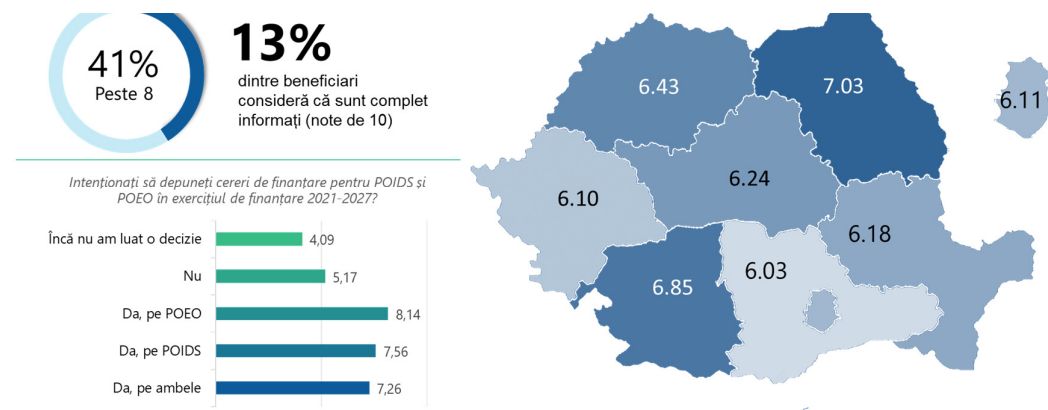 41%
Peste 8
13%
dintre beneficiari
consideră că sunt complet
informați (note de 10)
Intenționați să depuneți cereri de finanțare pentru POIDS și
POEO în exercițiul de finanțare 2021-2027?
Încă nu am luat o decizie
4,09
Nu
5,17
Da, pe POEO
8,14
Da, pe POIDS
7,56
Da, pe ambele
7,26
6.43
7.03
6.11
6.10
6.24
6.18
6.85
6.03